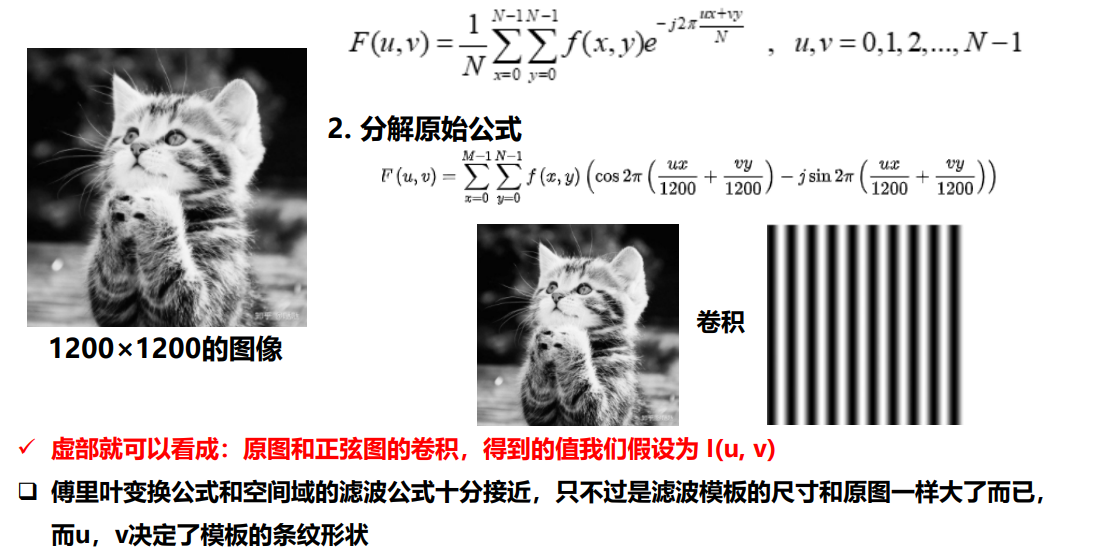 F(u,v) = \frac{1}{N} \sum_{x=0}^{N-1} \sum_{y=0}^{N-1} f(x,y) e^{-j2\pi \frac{ux+vy}{N}} , u,v = 0,1,2,..., N-1
2. 分解原始公式
F(u,v) = \sum_{x=0}^{M-1} \sum_{y=0}^{N-1} f(x,y) \left( \cos 2\pi \left( \frac{ux}{1200} + \frac{vy}{1200} \right) - j \sin 2\pi \left( \frac{ux}{1200} + \frac{vy}{1200} \right) \right)
卷积
1200×1200的图像
✓ 虚部就可以看成：原图和正弦图的卷积，得到的值我们假设为 I(u, v)
❑ 傅里叶变换公式和空间域的滤波公式十分接近，只不过是滤波模板的尺寸和原图一样大了而已，
而u，v决定了模板的条纹形状